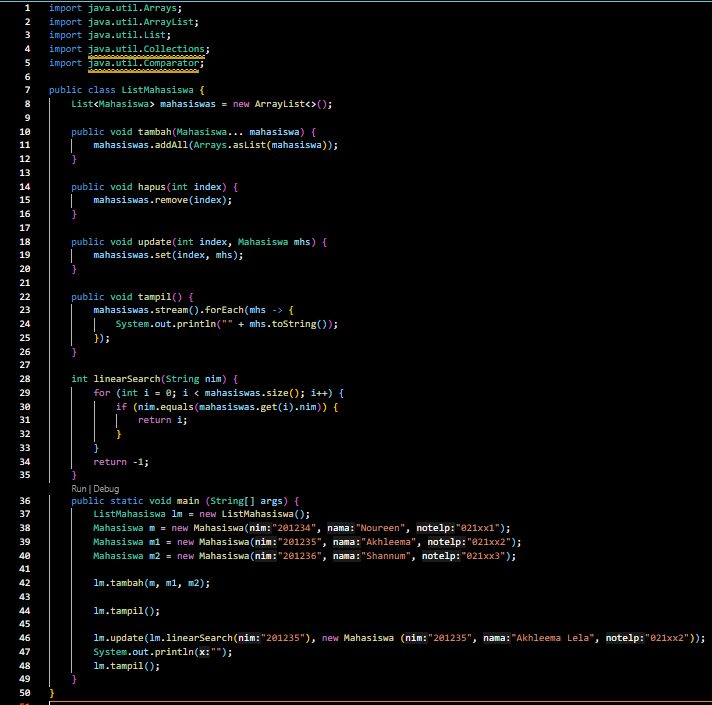 1 import java.util.Arrays;
2 import java.util.ArrayList;
3 import java.util.List;
4 import java.util.Collections;
5 import java.util.Comparator;
6
7 public class ListMahasiswa {
8 List<Mahasiswa> mahasiswas = new ArrayList<>();
9
10 public void tambah(Mahasiswa... mahasiswa) {
11 mahasiswas.addAll(Arrays.asList(mahasiswa));
12 }
13
14 public void hapus(int index) {
15 mahasiswas.remove(index);
16 }
17
18 public void update(int index, Mahasiswa mhs) {
19 mahasiswas.set(index, mhs);
20 }
21
22 public void tampil() {
23 mahasiswas.stream().forEach(mhs -> {
24 System.out.println("" + mhs.toString());
25 });
26 }
27
28 int linearSearch(String nim) {
29 for (int i = 0; i < mahasiswas.size(); i++) {
30 if (nim.equals(mahasiswas.get(i).nim)) {
31 return i;
32 }
33 }
34 return -1;
35 }
Run | Debug
36 public static void main (String[] args) {
37 ListMahasiswa lm = new ListMahasiswa();
38 Mahasiswa m = new Mahasiswa(nim:"201234", nama:"Noureen", notelp:"021xx1");
39 Mahasiswa m1 = new Mahasiswa(nim:"201235", nama:"Akhleema", notelp:"021xx2");
40 Mahasiswa m2 = new Mahasiswa(nim:"201236", nama:"Shannum", notelp:"021xx3");
41
42 lm.tambah(m, m1, m2);
43
44 lm.tampil();
45
46 lm.update(lm.linearSearch(nim:"201235"), new Mahasiswa (nim:"201235", nama:"Akhleema Lela", notelp:"021xx2"));
47 System.out.println(x:"");
48 lm.tampil();
49 }
50 }